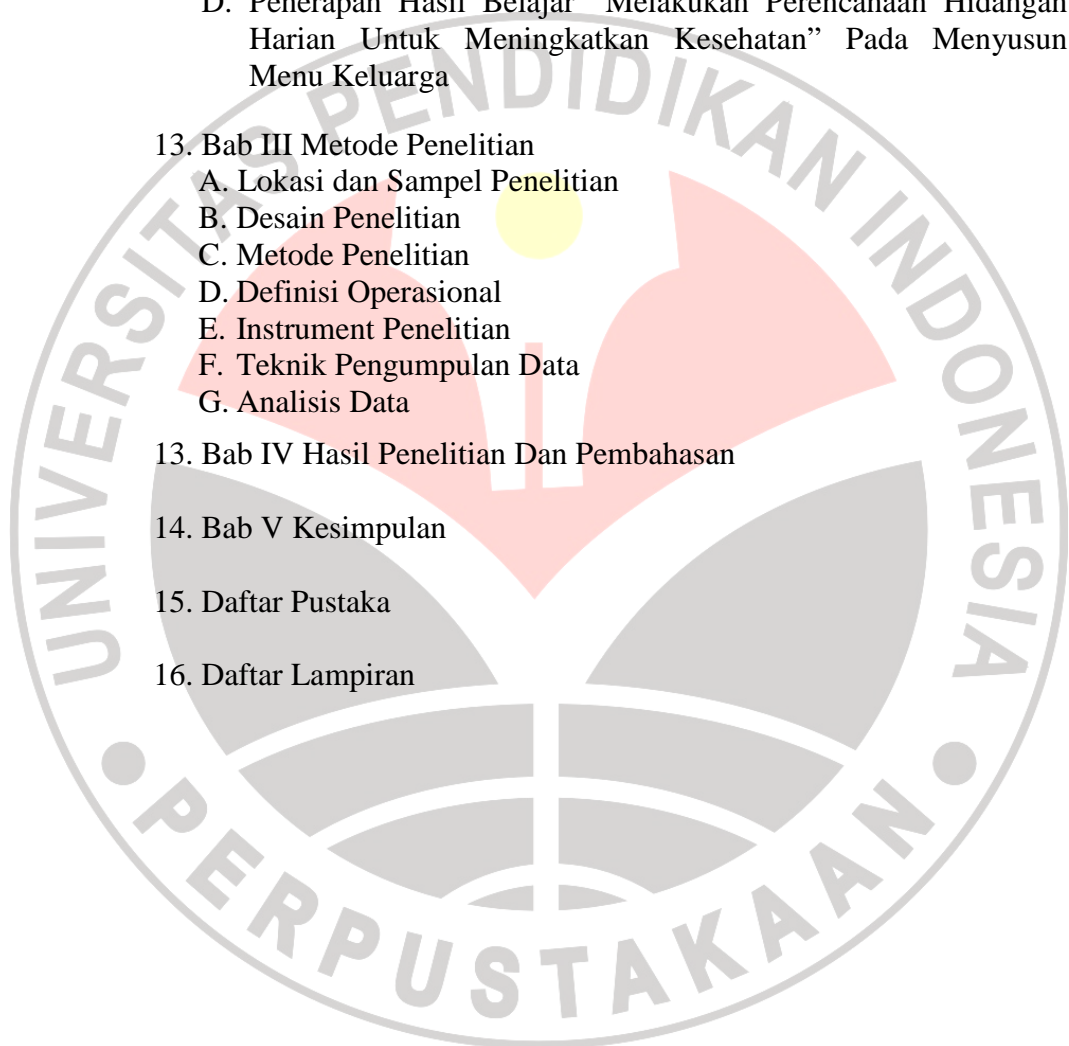 D. Penerapan Hasil Belajar "Melakukan Perencanaan Hidangan
Harian Untuk Meningkatkan Kesehatan” Pada Menyusun
Menu Keluarga
13. Bab III Metode Penelitian
A. Lokasi dan Sampel Penelitian
B. Desain Penelitian
C. Metode Penelitian
D. Definisi Operasional
E. Instrument Penelitian
F. Teknik Pengumpulan Data
G. Analisis Data
13. Bab IV Hasil Penelitian Dan Pembahasan
14. Bab V Kesimpulan
15. Daftar Pustaka
16. Daftar Lampiran
UNIVERSITAS PENDIDIKAN INDONESIA
PERPUSTAKAAN